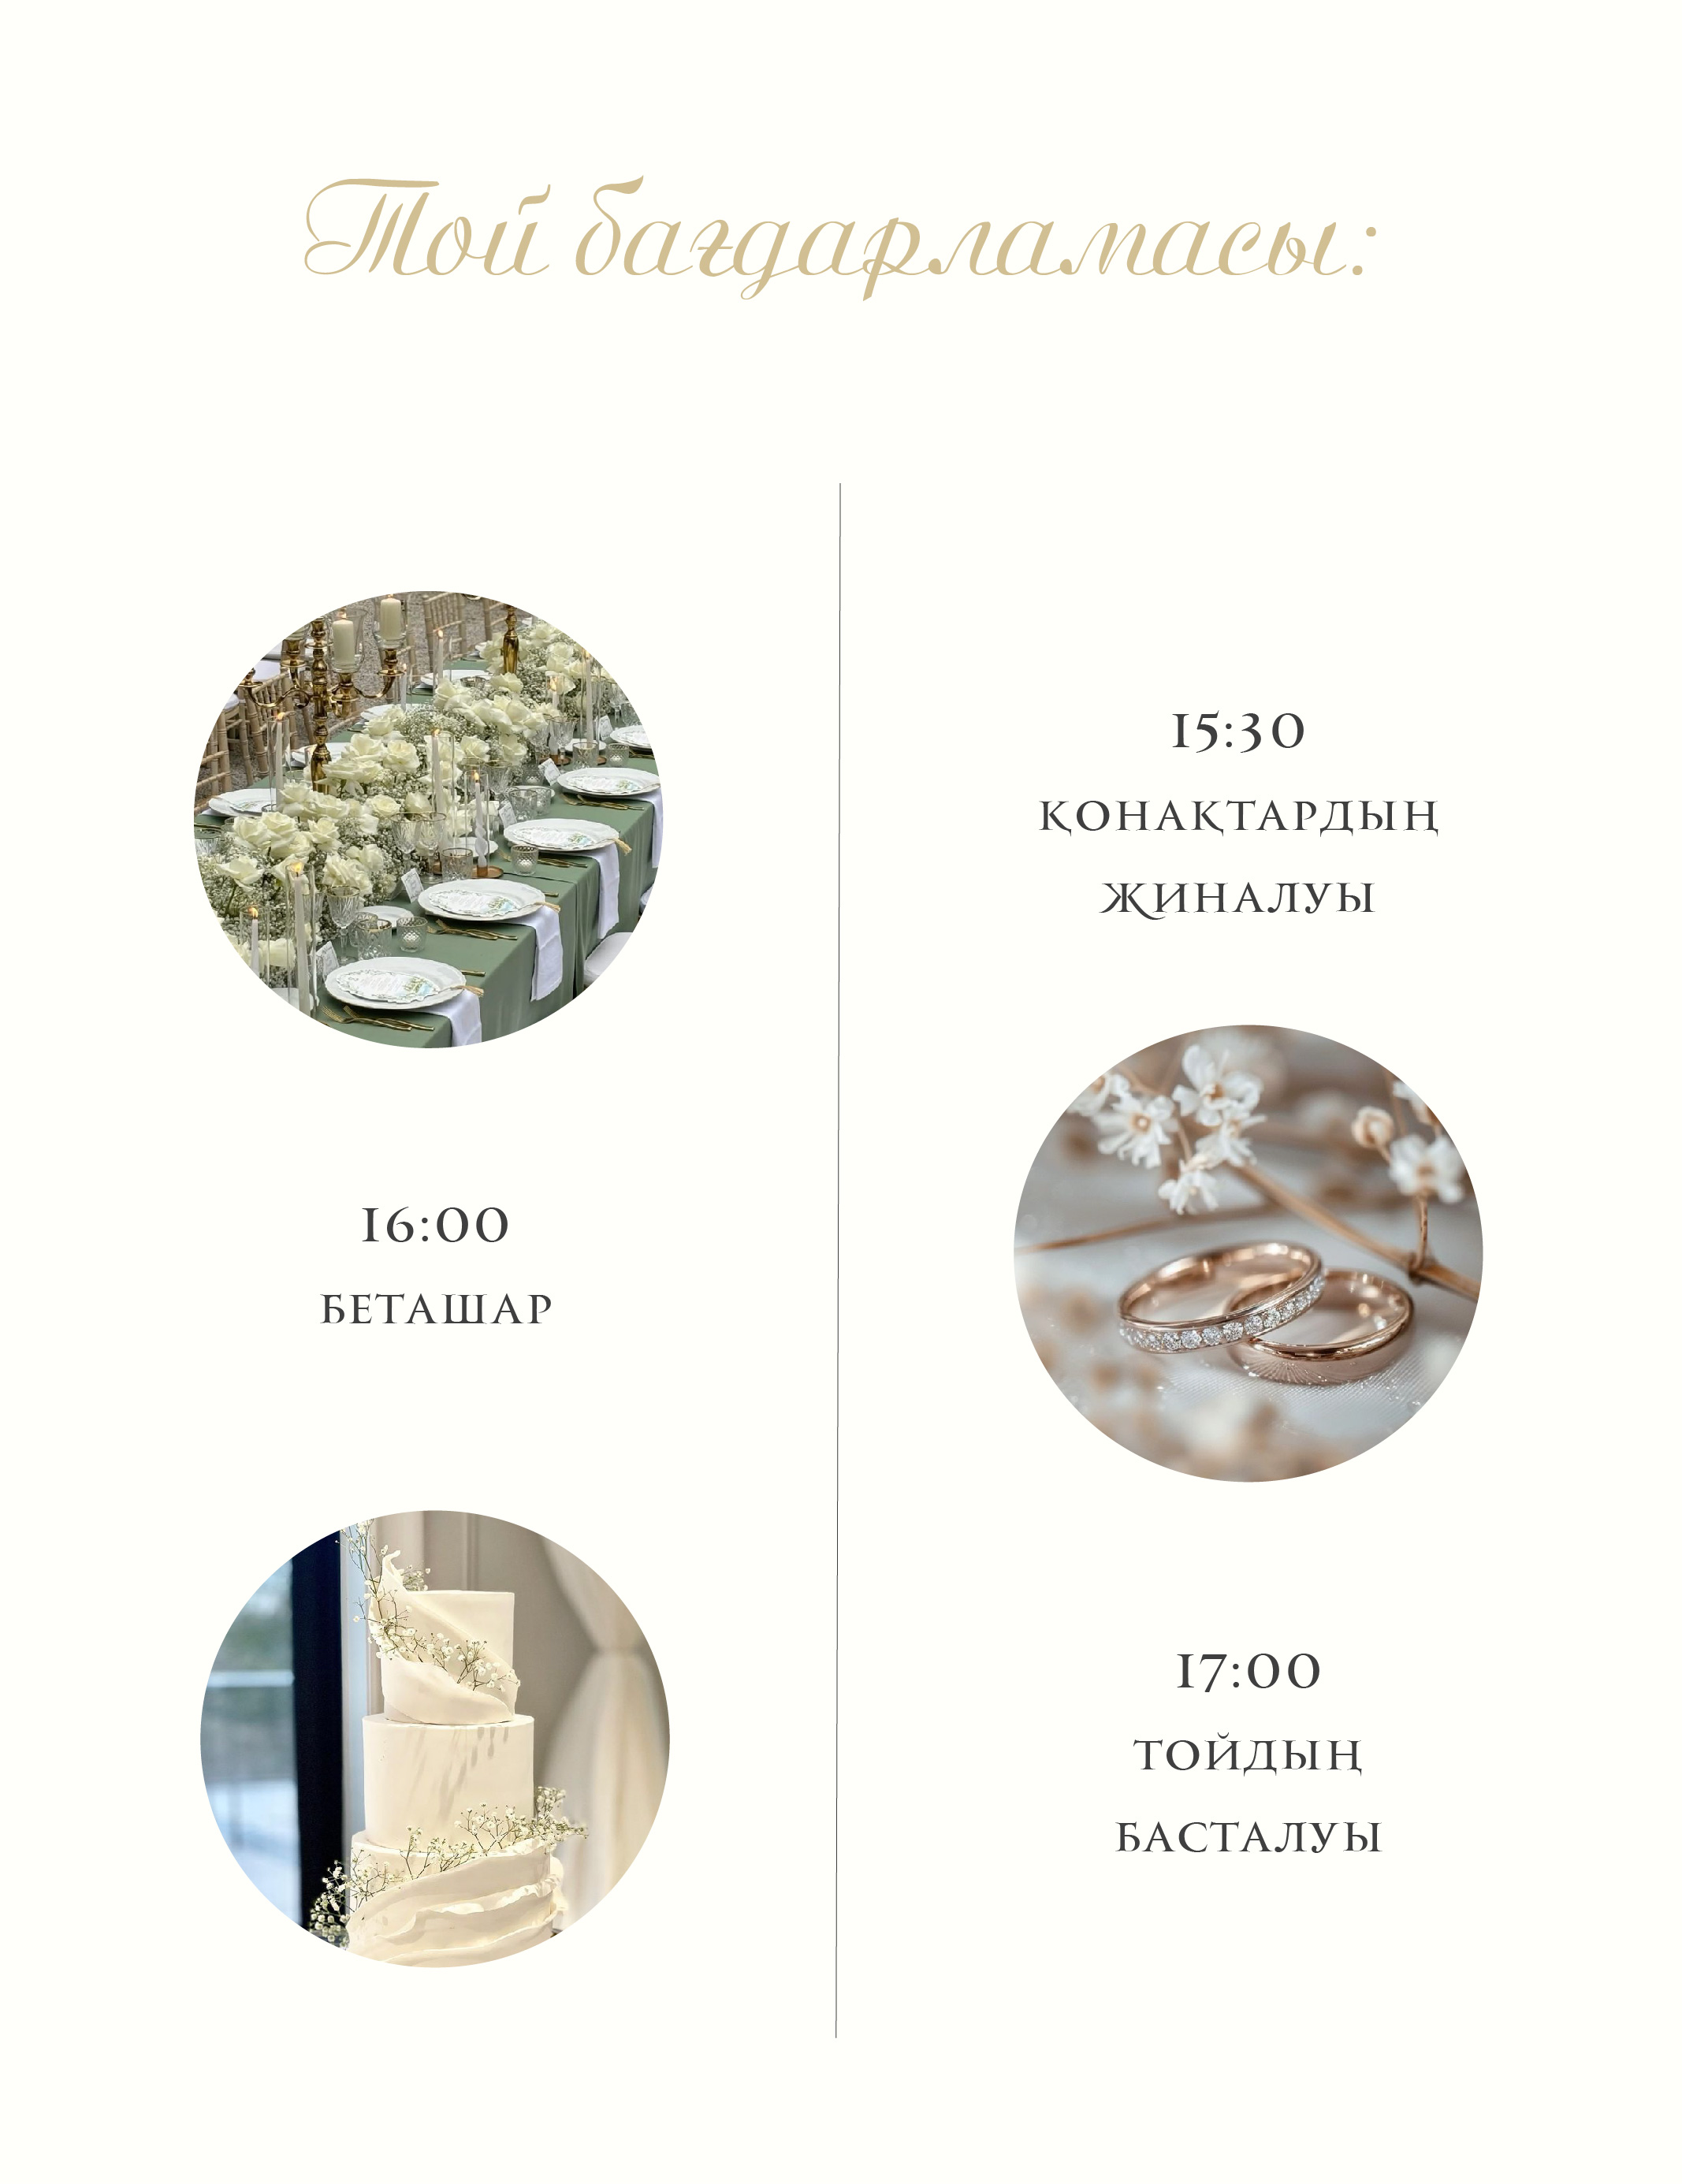 Той бағдарламасы:
15:30
ҚОНАҚТАРДЫҢ
ЖИНАЛУЫ
16:00
БЕТАШАР
17:00
ТОЙДЫҢ
БАСТАЛУЫ